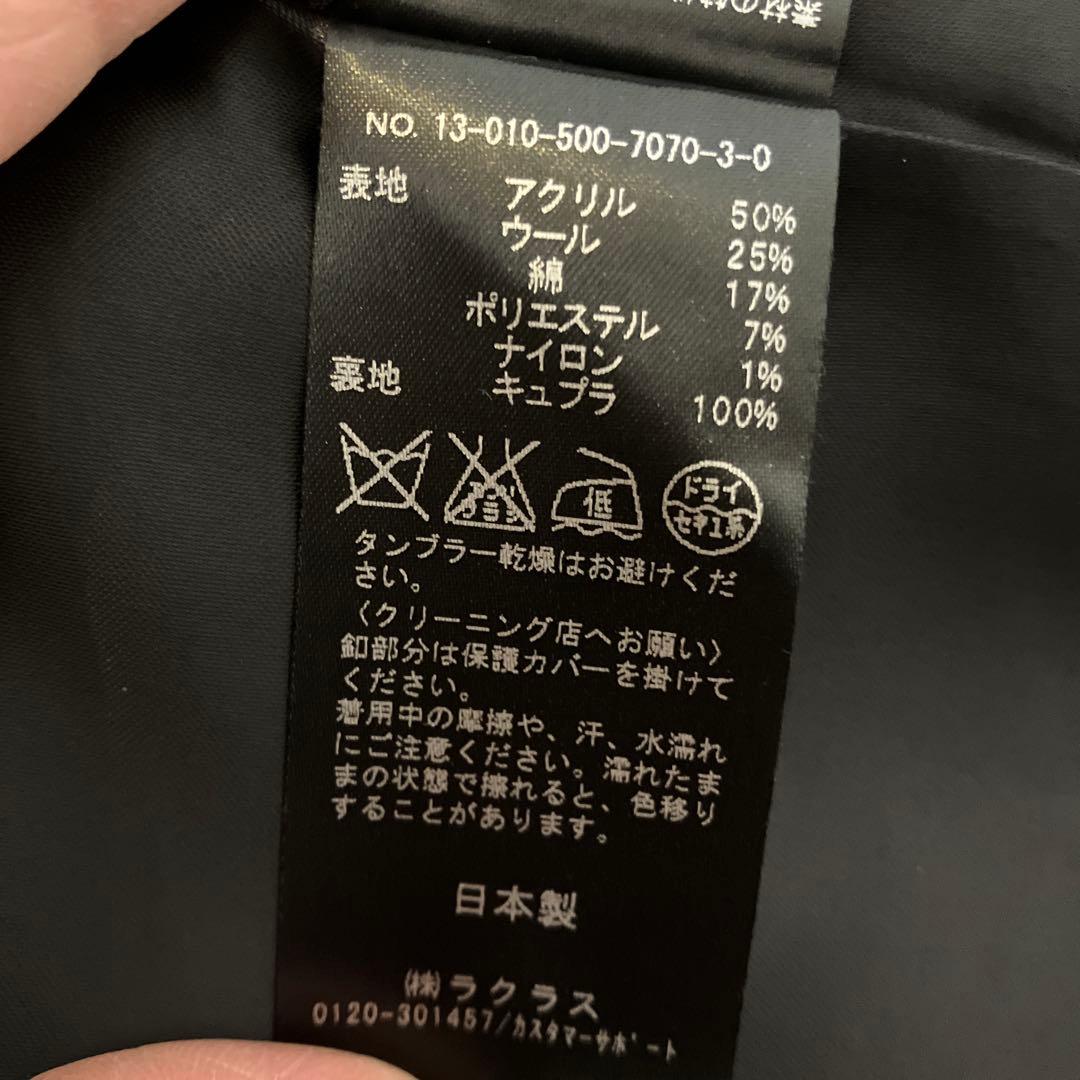 NO. 13-010-500-7070-3-0
表地 アクリル 50%
ウール 25%
綿 17%
ポリエステル 7%
ナイロン 1%
裏地 キュプラ 100%
低
ドライ
セキユ系
タンブラー乾燥はお避けくだ
さい。
〈クリーニング店へお願い〉
釦部分は保護カバーを掛けて
ください。
着用中の摩擦や、汗、水濡れ
にご注意ください。濡れたま
まの状態で擦れると、色移り
することがあります。
日本製
㈱ラクラス
0120-301457/カスタマーサポート